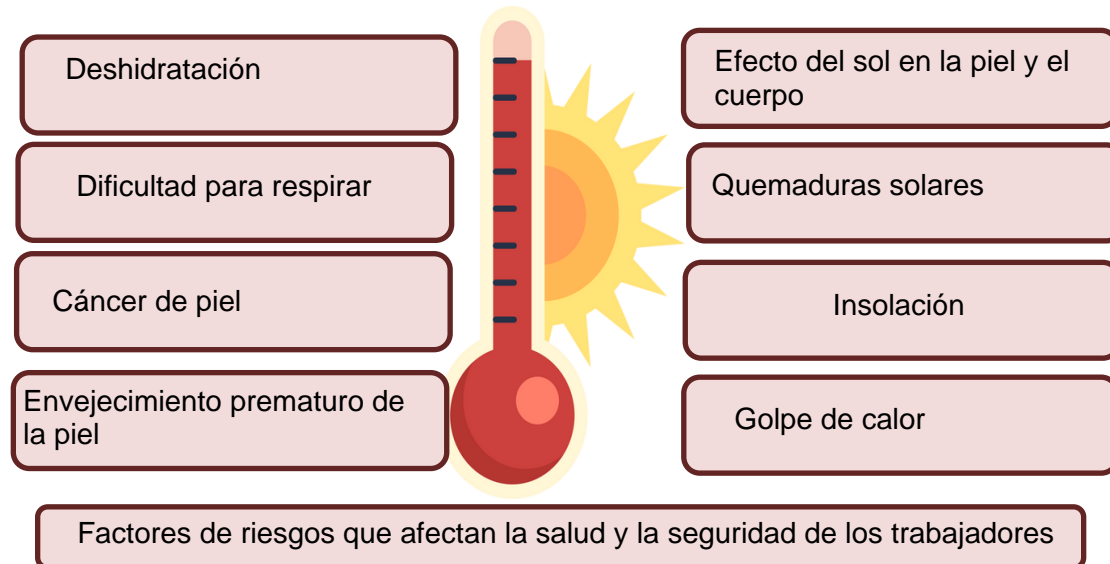 Deshidratación
Dificultad para respirar
Cáncer de piel
Envejecimiento prematuro de
la piel
Efecto del sol en la piel y el
cuerpo
Quemaduras solares
Insolación
Golpe de calor
Factores de riesgos que afectan la salud y la seguridad de los trabajadores